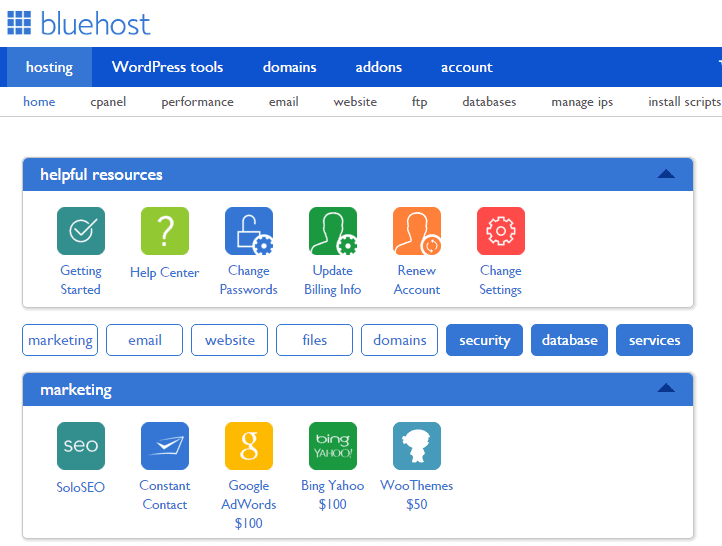 bluehost
hosting WordPress tools domains addons account
home cpanel performance email website ftp databases manage ips install scripts
helpful resources
?
Getting Started
Help Center
Change Passwords
Update Billing Info
Renew Account
Change Settings
marketing email website files domains security database services
marketing
seo
g
bing
YAHOO!
SoloSEO
Constant Contact
Google AdWords $100
Bing Yahoo $100
WooThemes $50